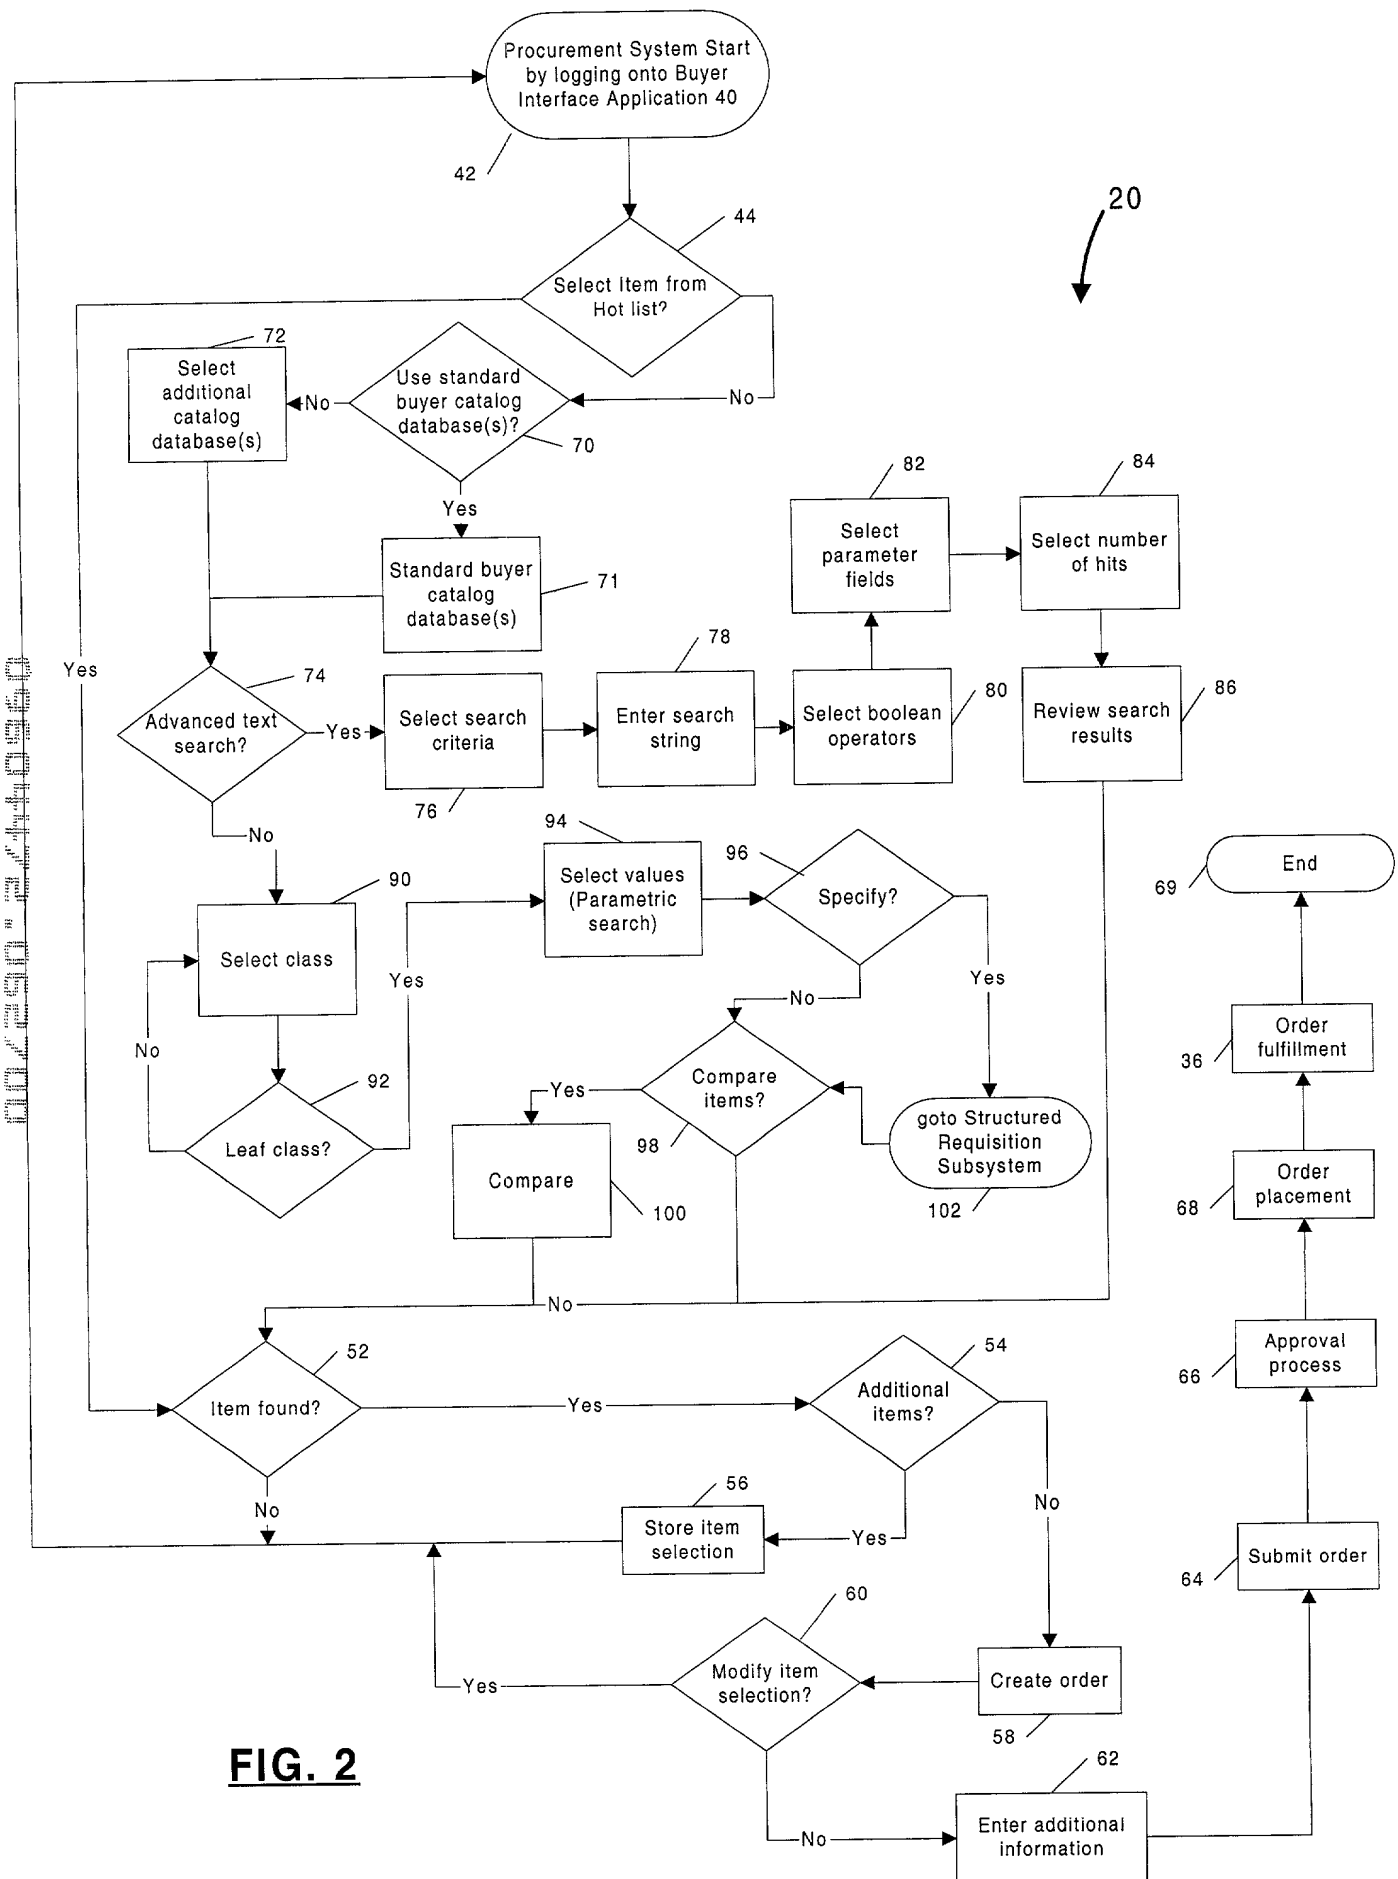 Procurement System Start
by logging onto Buyer
Interface Application 40
42
44
20
Select Item from
Hot list?
72
Select
additional
catalog
database(s)
No
Use standard
buyer catalog
database(s)?
No
70
Yes
82
84
Select
parameter
fields
Select number
of hits
Standard buyer
catalog
database(s)
71
Yes
74
78
80
86
Advanced text
search?
Yes
Select search
criteria
Enter search
string
Select boolean
operators
Review search
results
76
No
94
96
90
Select values
(Parametric
search)
Specify?
End
69
Select class
Yes
No
Yes
No
92
Order
fulfillment
36
Compare
items?
Yes
98
goto Structured
Requisition
Subsystem
102
Leaf class?
Compare
100
Order
placement
68
No
52
54
Approval
process
66
Item found?
Yes
Additional
items?
No
56
No
Store item
selection
Yes
Submit order
64
60
Modify item
selection?
Yes
Create order
58
FIG. 2
62
No
Enter additional
information